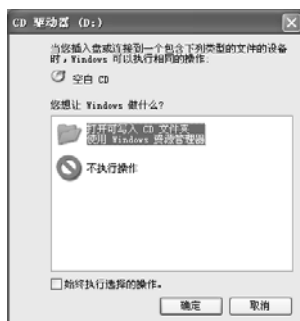 CD 驱动器 (D:)
当您插入盘或连接到一个包含下列类型的文件的设备
时，Windows 可以执行相同的操作:
空白 CD
您想让 Windows 做什么?
打开可写入 CD 文件夹
使用 Windows 资源管理器
不执行操作
始终执行选择的操作。
确定
取消